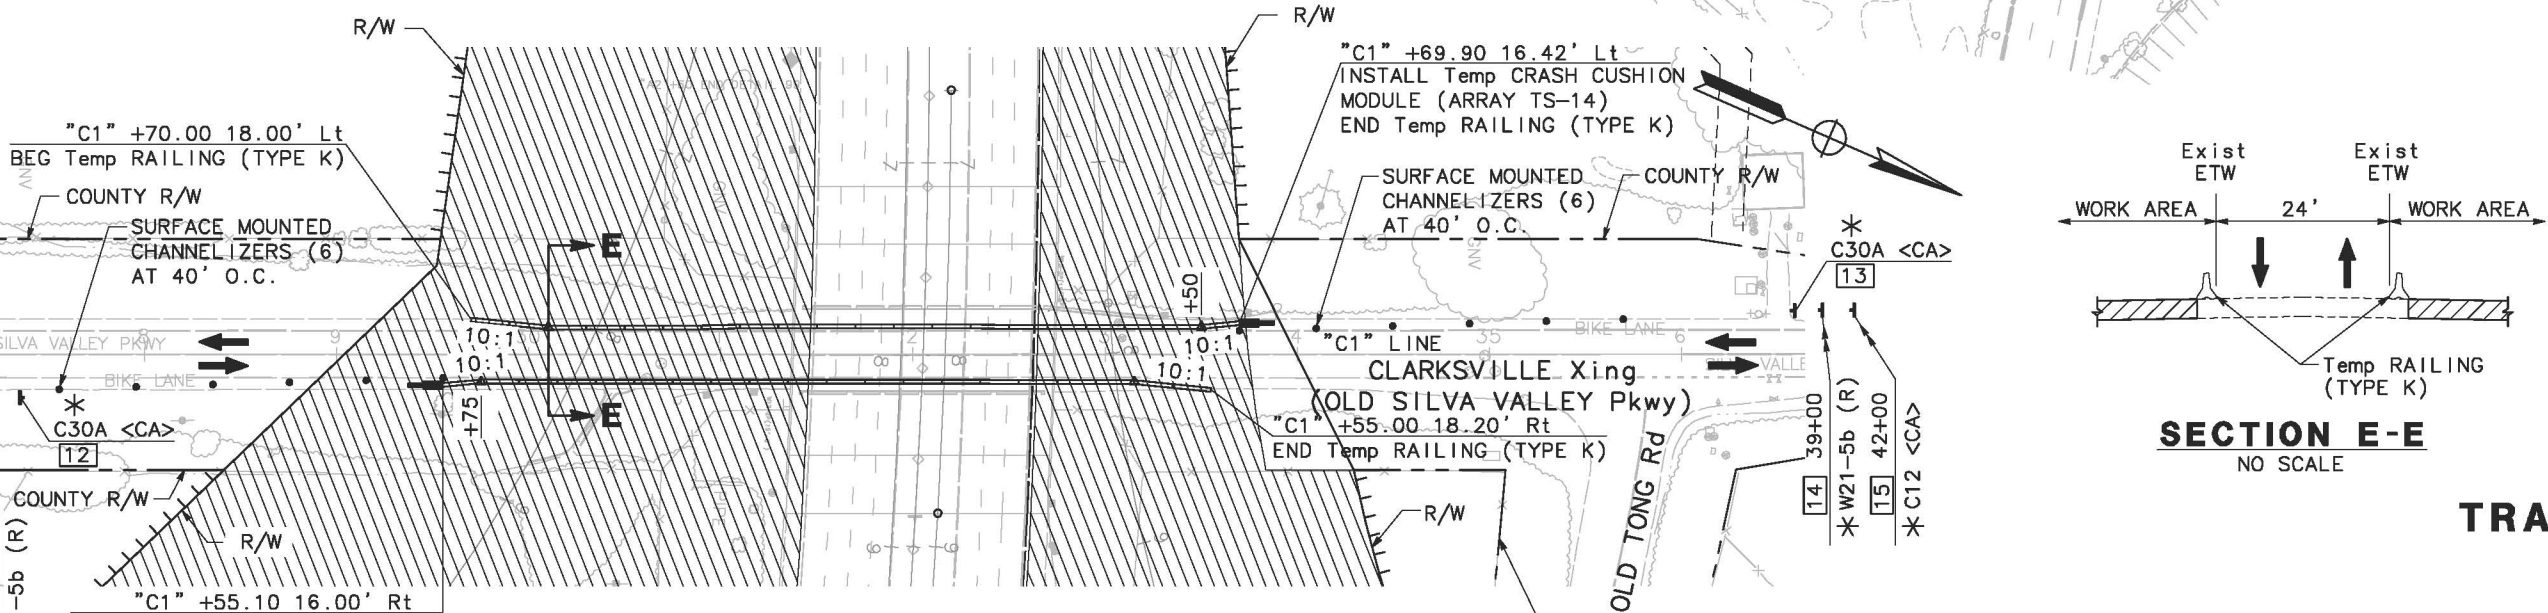 R/W
R/W
"C1" +69.90 16.42' Lt
INSTALL Temp CRASH CUSHION
MODULE (ARRAY TS-14)
END Temp RAILING (TYPE K)
"C1" +70.00 18.00' Lt
BEG Temp RAILING (TYPE K)
COUNTY R/W
SURFACE MOUNTED
CHANNELIZERS (6)
AT 40' O.C.
SURFACE MOUNTED
CHANNELIZERS (6)
AT 40' O.C.
COUNTY R/W
E
E
10:1
10:1
+75
+50
10:1
10:1
SILVA VALLEY PKWY
BIKE LANE
8
9
C30A <CA>
12
COUNTY R/W
R/W
-5b (R)
"C1" +55.10 16.00' Rt
GNV
BIKE LANE
35
6
"C1" LINE
CLARKSVILLE Xing
(OLD SILVA VALLEY Pkwy)
"C1" +55.00 18.20' Rt
END Temp RAILING (TYPE K)
R/W
OLD TONG Rd
C30A <CA>
13
14 39+00
W21-5b (R)
15 42+00
C12 <CA>
Exist
ETW
Exist
ETW
WORK AREA
24'
WORK AREA
Temp RAILING
(TYPE K)
SECTION E-E
NO SCALE
TRA